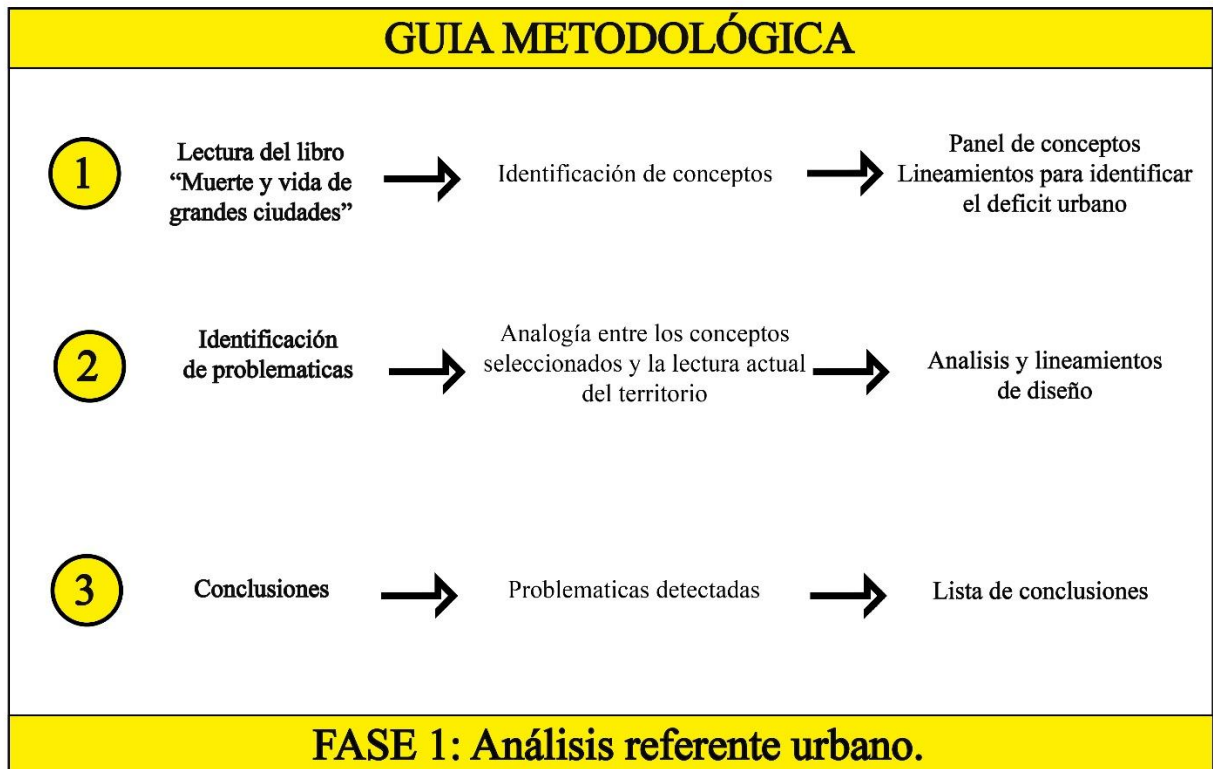 GUIA METODOLÓGICA
1
Lectura del libro
“Muerte y vida de
grandes ciudades”
Identificación de conceptos
Panel de conceptos
Lineamientos para identificar
el deficit urbano
2
Identificación
de problematicas
Analogía entre los conceptos
seleccionados y la lectura actual
del territorio
Analisis y lineamientos
de diseño
3
Conclusiones
Problematicas detectadas
Lista de conclusiones
FASE 1: Análisis referente urbano.